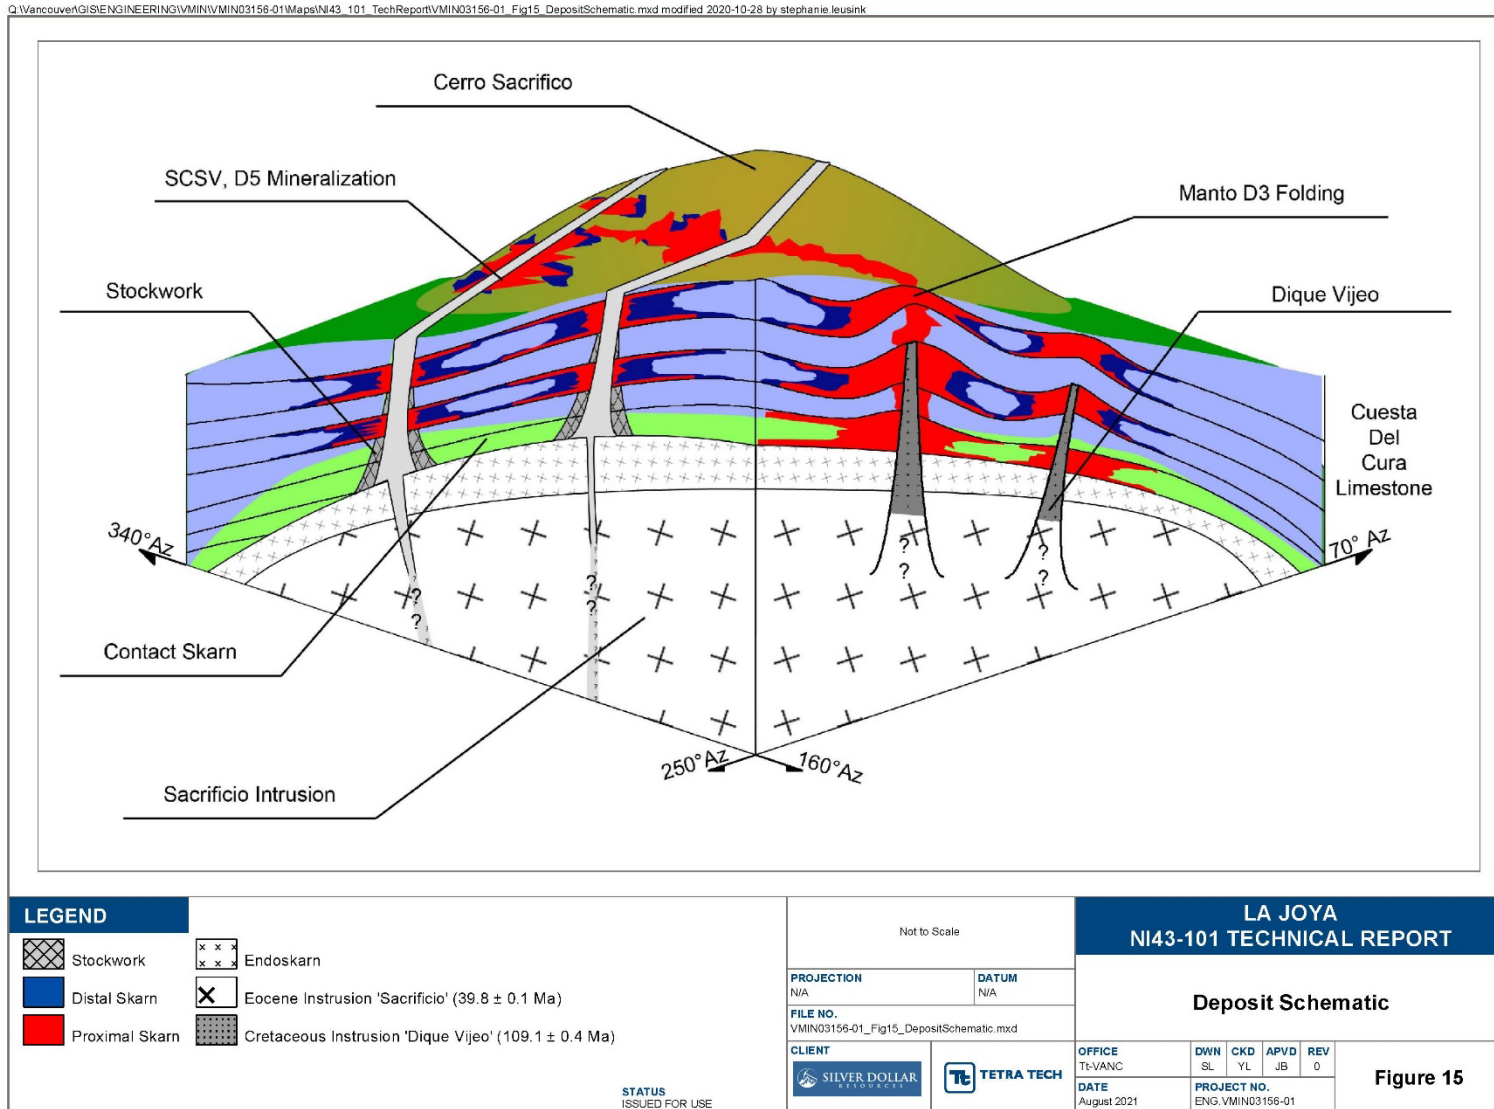 Q:\Vancouver\GIS\ENGINEERING\VMIN\VMIN03156-01\Maps\NI43_101_TechReport\VMIN03156-01_Fig15_DepositSchematic.mxd modified 2020-10-28 by stephanie.leusink
Cerro Sacrifico
SCSV, D5 Mineralization
Manto D3 Folding
Stockwork
Dique Vijeo
Cuesta
Del
Cura
Limestone
340°Az
70° Az
?
?
?
?
?
?
?
?
Contact Skarn
250°Az
160°Az
Sacrificio Intrusion
LEGEND
Stockwork
Endoskarn
Distal Skarn
Eocene Instrusion 'Sacrificio' (39.8 ± 0.1 Ma)
Proximal Skarn
Cretaceous Instrusion 'Dique Vijeo' (109.1 ± 0.4 Ma)
STATUS
ISSUED FOR USE
Not to Scale
PROJECTION
N/A
DATUM
N/A
FILE NO.
VMIN03156-01_Fig15_DepositSchematic.mxd
CLIENT
SILVER DOLLAR
RESOURCES
Tt
TETRA TECH
LA JOYA
NI43-101 TECHNICAL REPORT
Deposit Schematic
OFFICE
Tt-VANC
DWN
SL
CKD
YL
APVD
JB
REV
0
DATE
August 2021
PROJECT NO.
ENG.VMIN03156-01
Figure 15